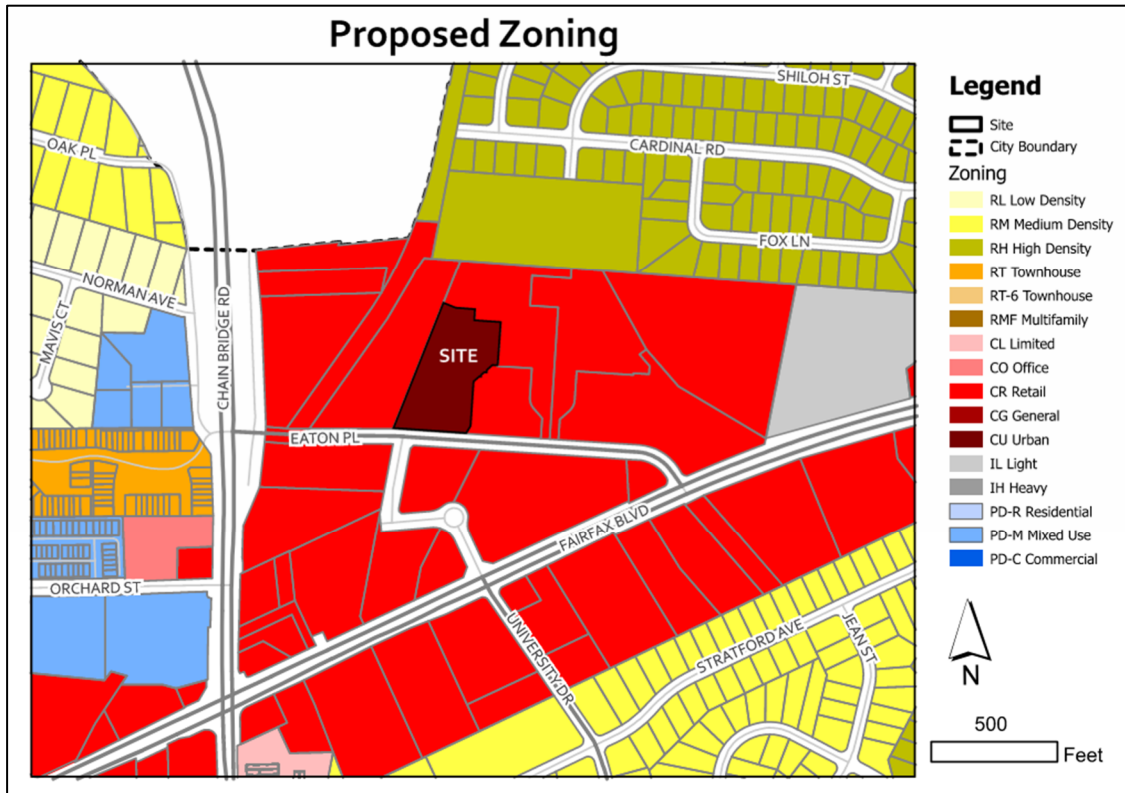 Proposed Zoning
SHILOH ST
OAK PL
CARDINAL RD
FOX LN
NORMAN AVE
MAVIS CT
CHAIN BRIDGE RD
SITE
EATON PL
FAIRFAX BLVD
ORCHARD ST
UNIVERSITY DR
STRATFORD AVE
JEAN ST
Legend
Site
City Boundary
Zoning
RL Low Density
RM Medium Density
RH High Density
RT Townhouse
RT-6 Townhouse
RMF Multifamily
CL Limited
CO Office
CR Retail
CG General
CU Urban
IL Light
IH Heavy
PD-R Residential
PD-M Mixed Use
PD-C Commercial
N
500
Feet